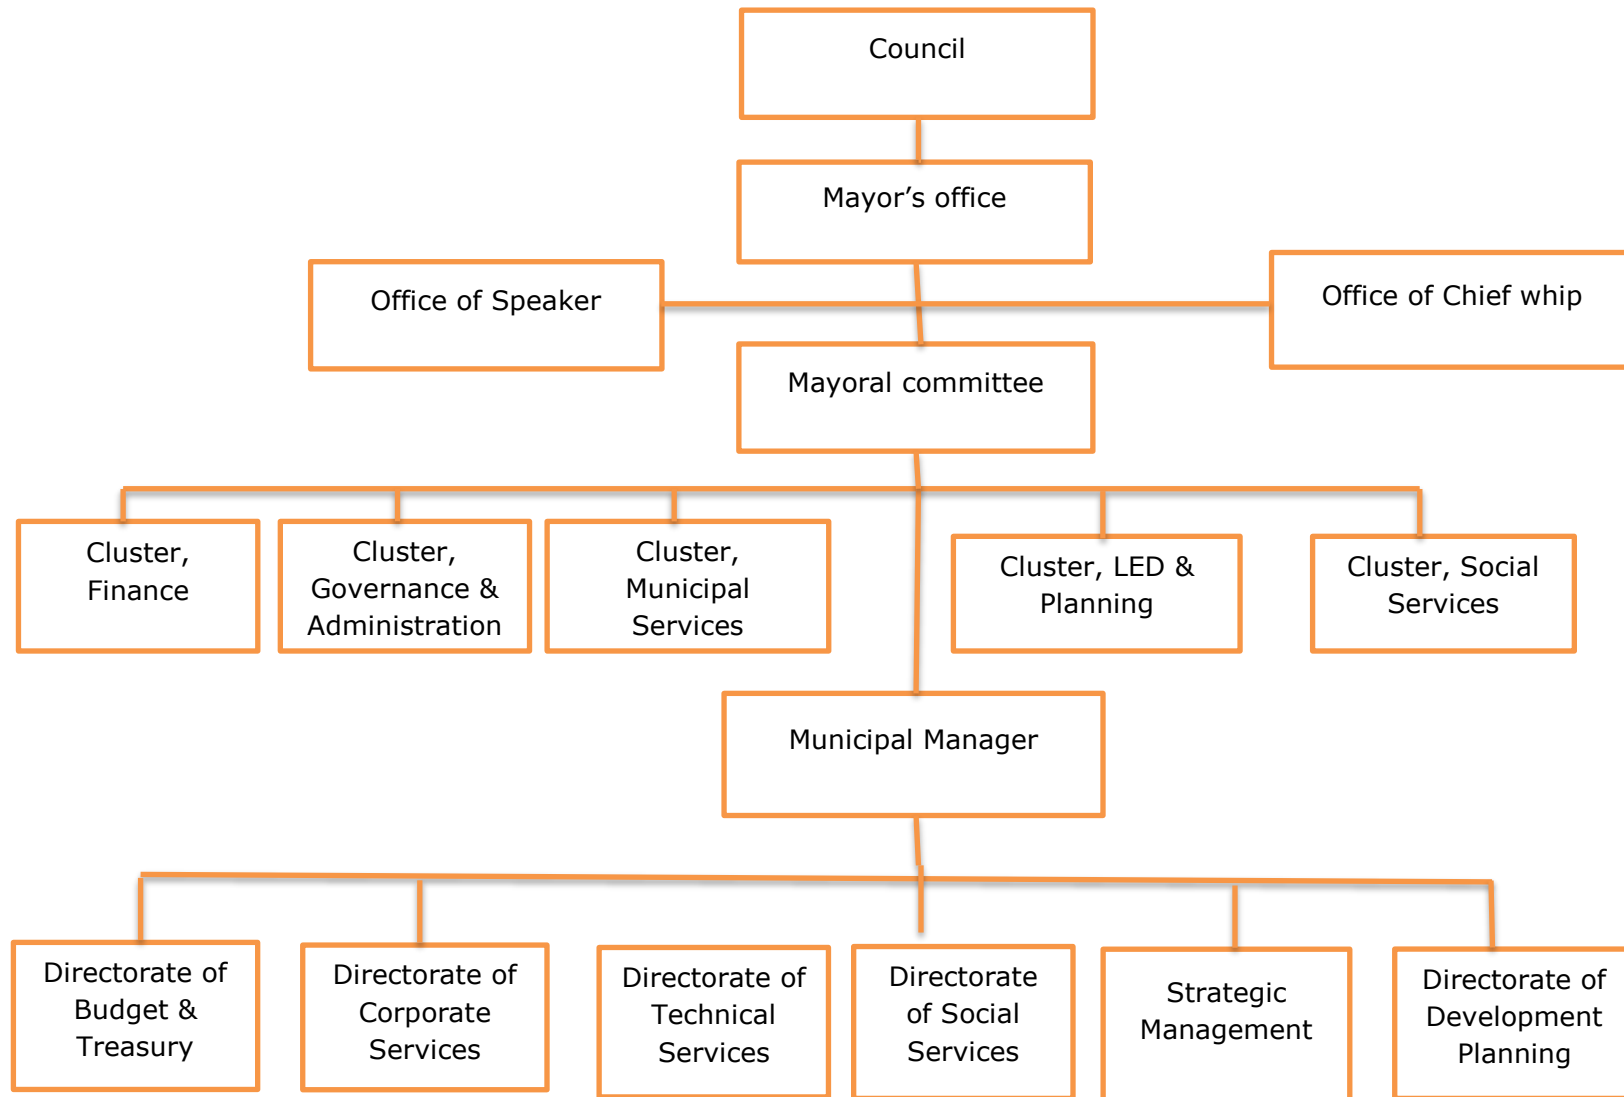 Council
Mayor’s office
Office of Speaker
Office of Chief whip
Mayoral committee
Cluster,
Finance
Cluster,
Governance &
Administration
Cluster,
Municipal
Services
Cluster, LED &
Planning
Cluster, Social
Services
Municipal Manager
Directorate of
Budget &
Treasury
Directorate of
Corporate
Services
Directorate of
Technical
Services
Directorate
of Social
Services
Strategic
Management
Directorate of
Development
Planning